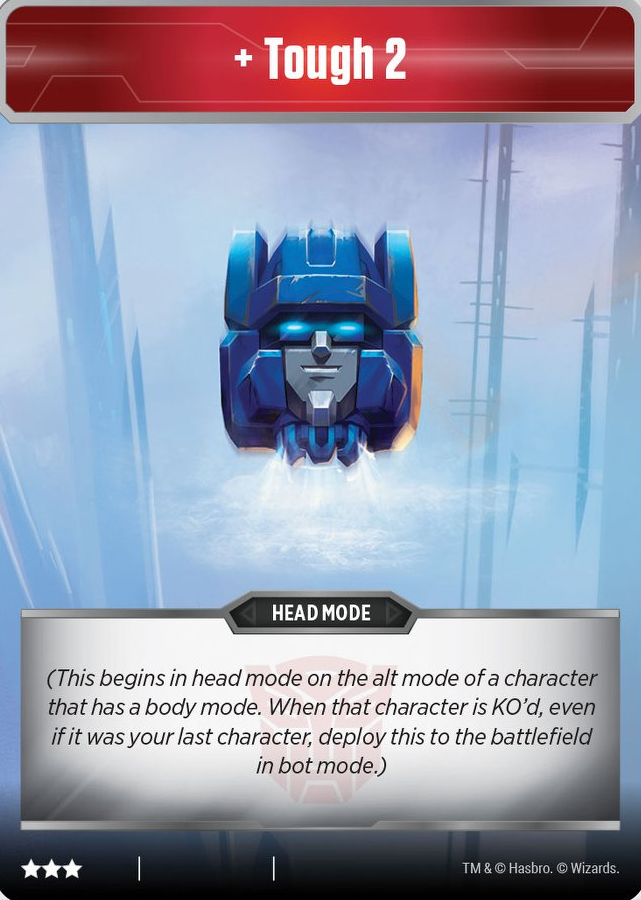 + Tough 2
HEAD MODE
(This begins in head mode on the alt mode of a character
that has a body mode. When that character is KO'd, even
if it was your last character, deploy this to the battlefield
in bot mode.)
TM & © Hasbro. © Wizards.